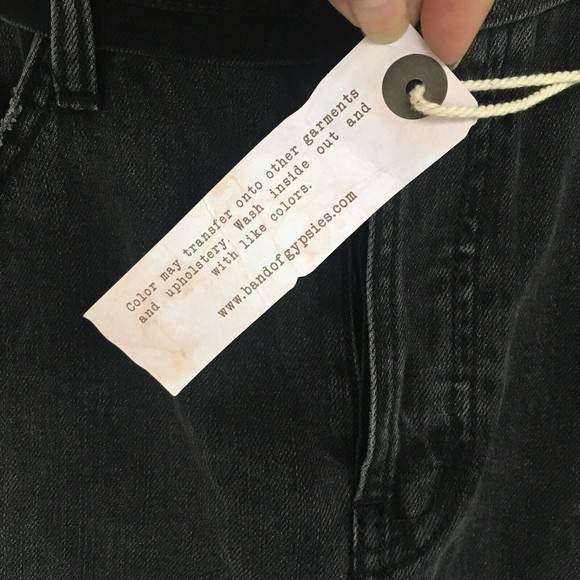 Color may transfer onto other garments
and upholstery. Wash inside out and
with like colors.
www.bandofgypsies.com